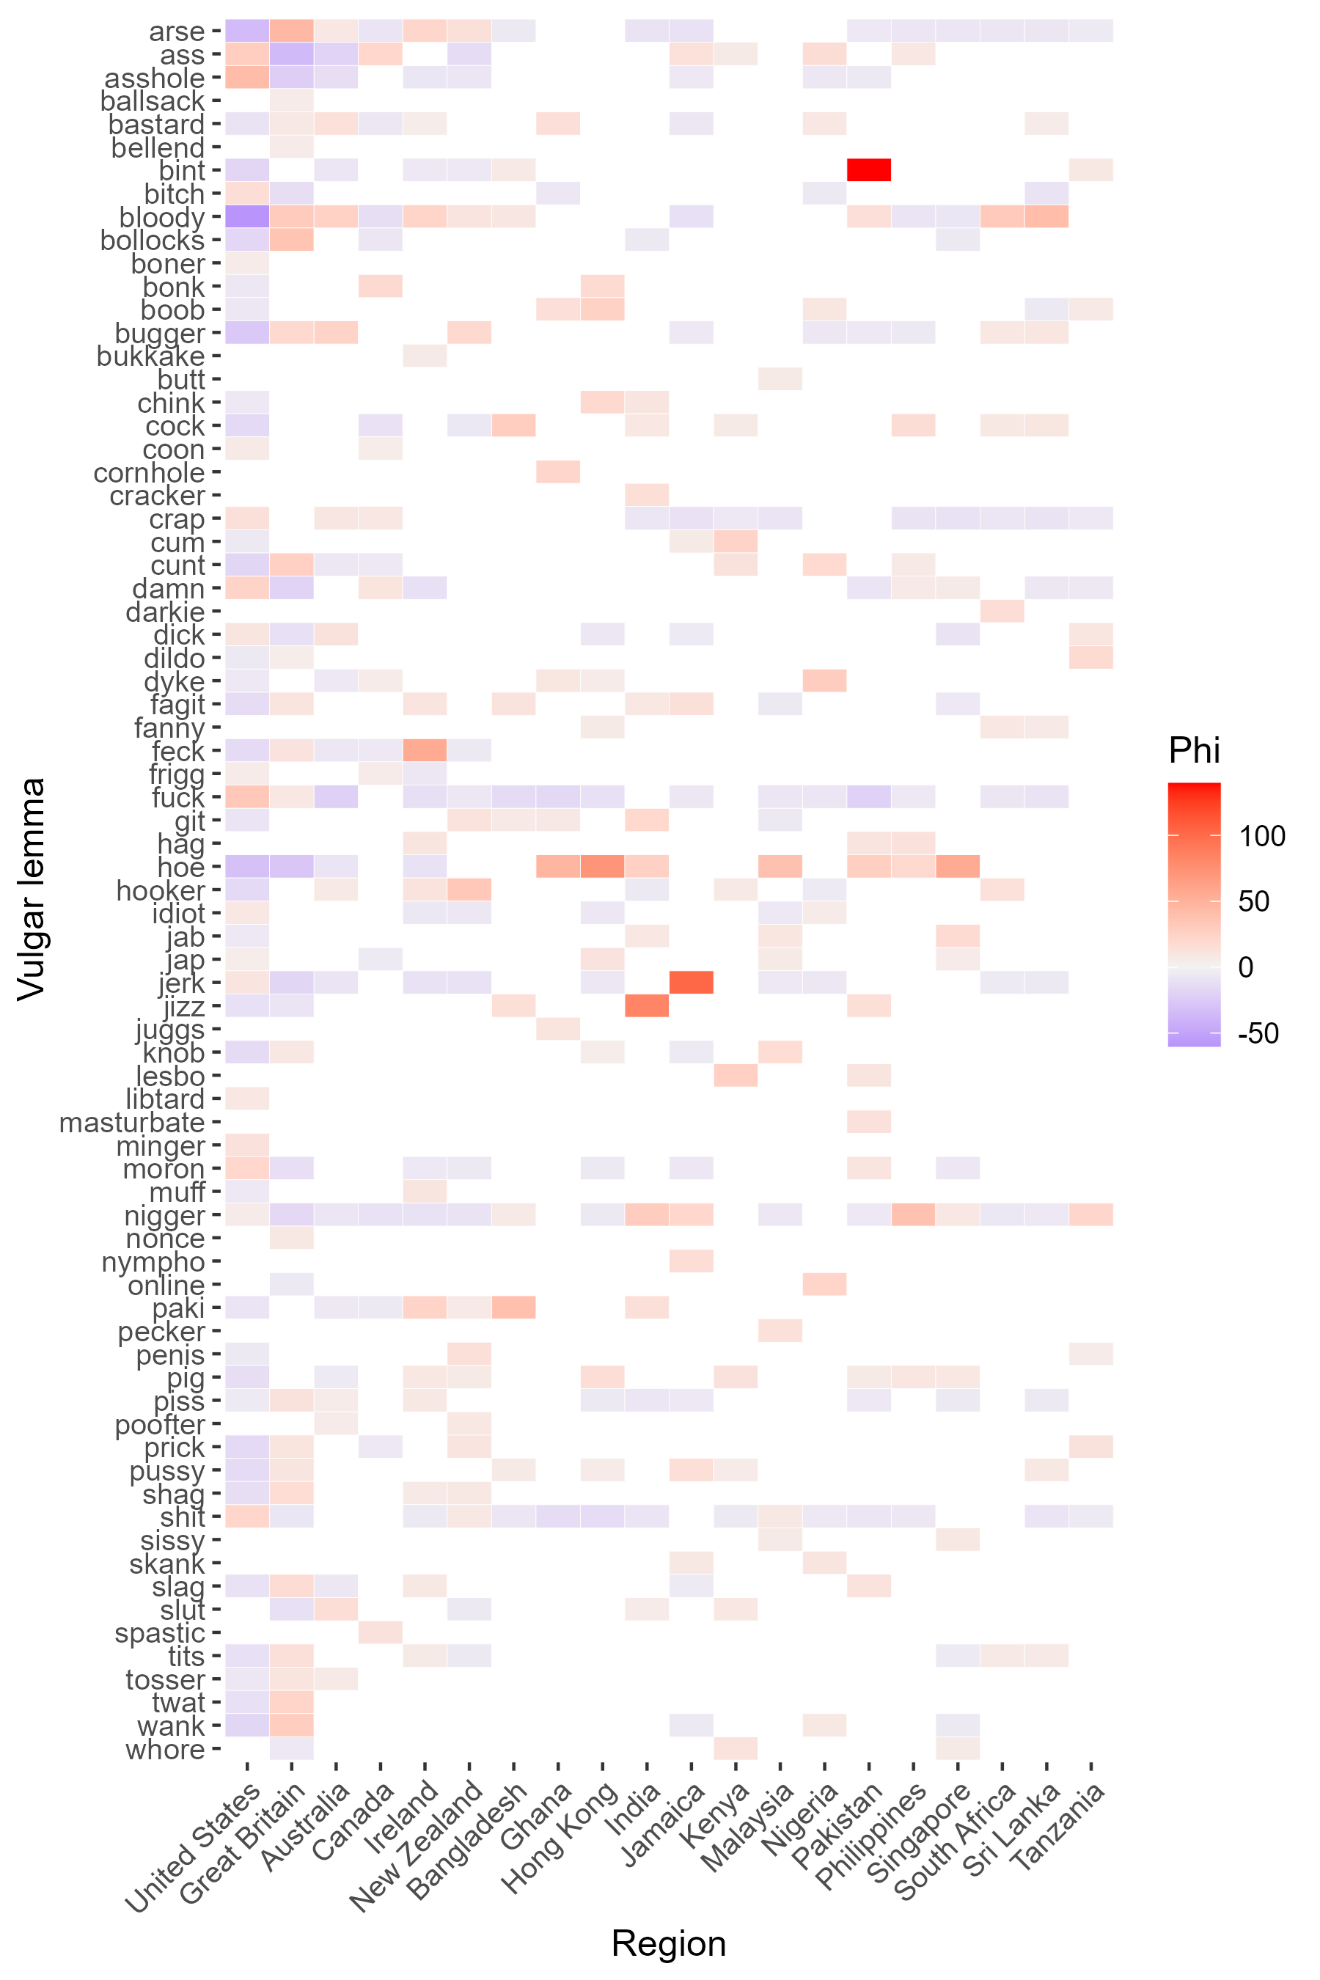 arse
ass
asshole
ballsack
bastard
bellend
bint
bitch
bloody
bollocks
boner
bonk
boob
bugger
bukkake
butt
chink
cock
coon
cornhole
cracker
crap
cum
cunt
damn
darkie
dick
dildo
dyke
fagit
fanny
feck
frigg
fuck
git
hag
hoe
hooker
idiot
jab
jap
jerk
jizz
juggs
knob
lesbo
libtard
masturbate
minger
moron
muff
nigger
nonce
nympho
online
paki
pecker
penis
pig
piss
poofter
prick
pussy
shag
shit
sissy
skank
slag
slut
spastic
tits
tosser
twat
wank
whore
Vulgar lemma
United States
Great Britain
Australia
Canada
Ireland
New Zealand
Bangladesh
Ghana
Hong Kong
India
Jamaica
Kenya
Malaysia
Nigeria
Pakistan
Philippines
Singapore
South Africa
Sri Lanka
Tanzania
Region
Phi
100
50
0
-50